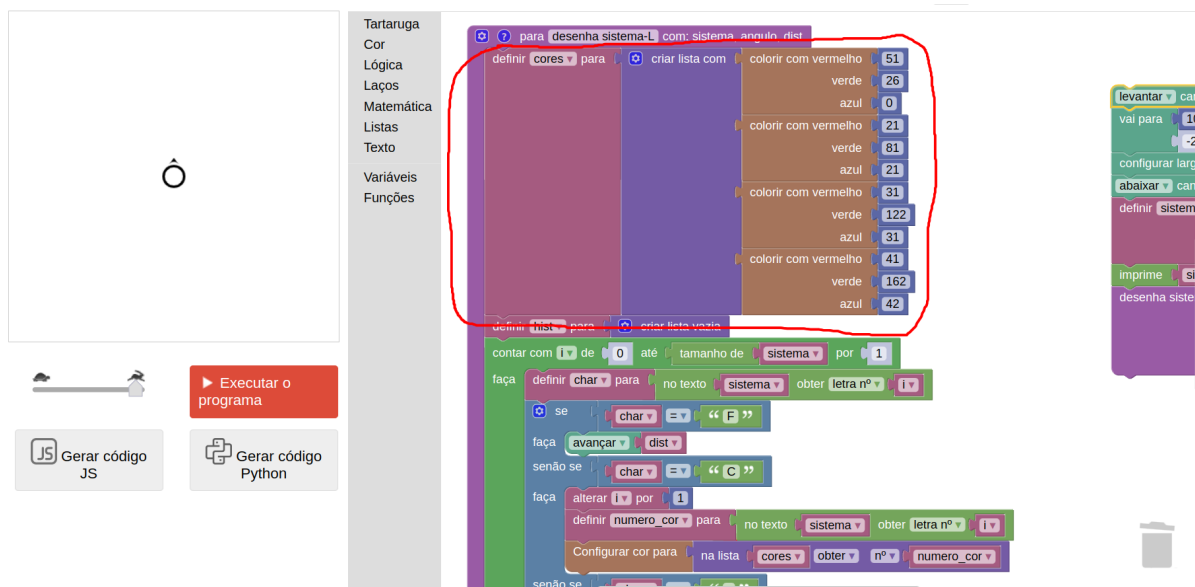 Tartaruga
Cor
Lógica
Laços
Matemática
Listas
Texto
Variáveis
Funções
Executar o programa
JS Gerar código JS
Gerar código Python
? para desenha sistema-L com: sistema, angulo, dist
definir cores para criar lista com colorir com vermelho 51
verde 26
azul 0
colorir com vermelho 21
verde 81
azul 21
colorir com vermelho 31
verde 122
azul 31
colorir com vermelho 41
verde 162
azul 42
definir hist para criar lista vazia
contar com i de 0 até tamanho de sistema por 1
faça definir char para no texto sistema obter letra nº i
se char = “ F ”
faça avançar dist
senão se char = “ C ”
faça alterar i por 1
definir numero_cor para no texto sistema obter letra nº i
Configurar cor para na lista cores obter nº numero_cor
senão se
levantar
vai para
configurar
abaixar
definir
imprime
desenha